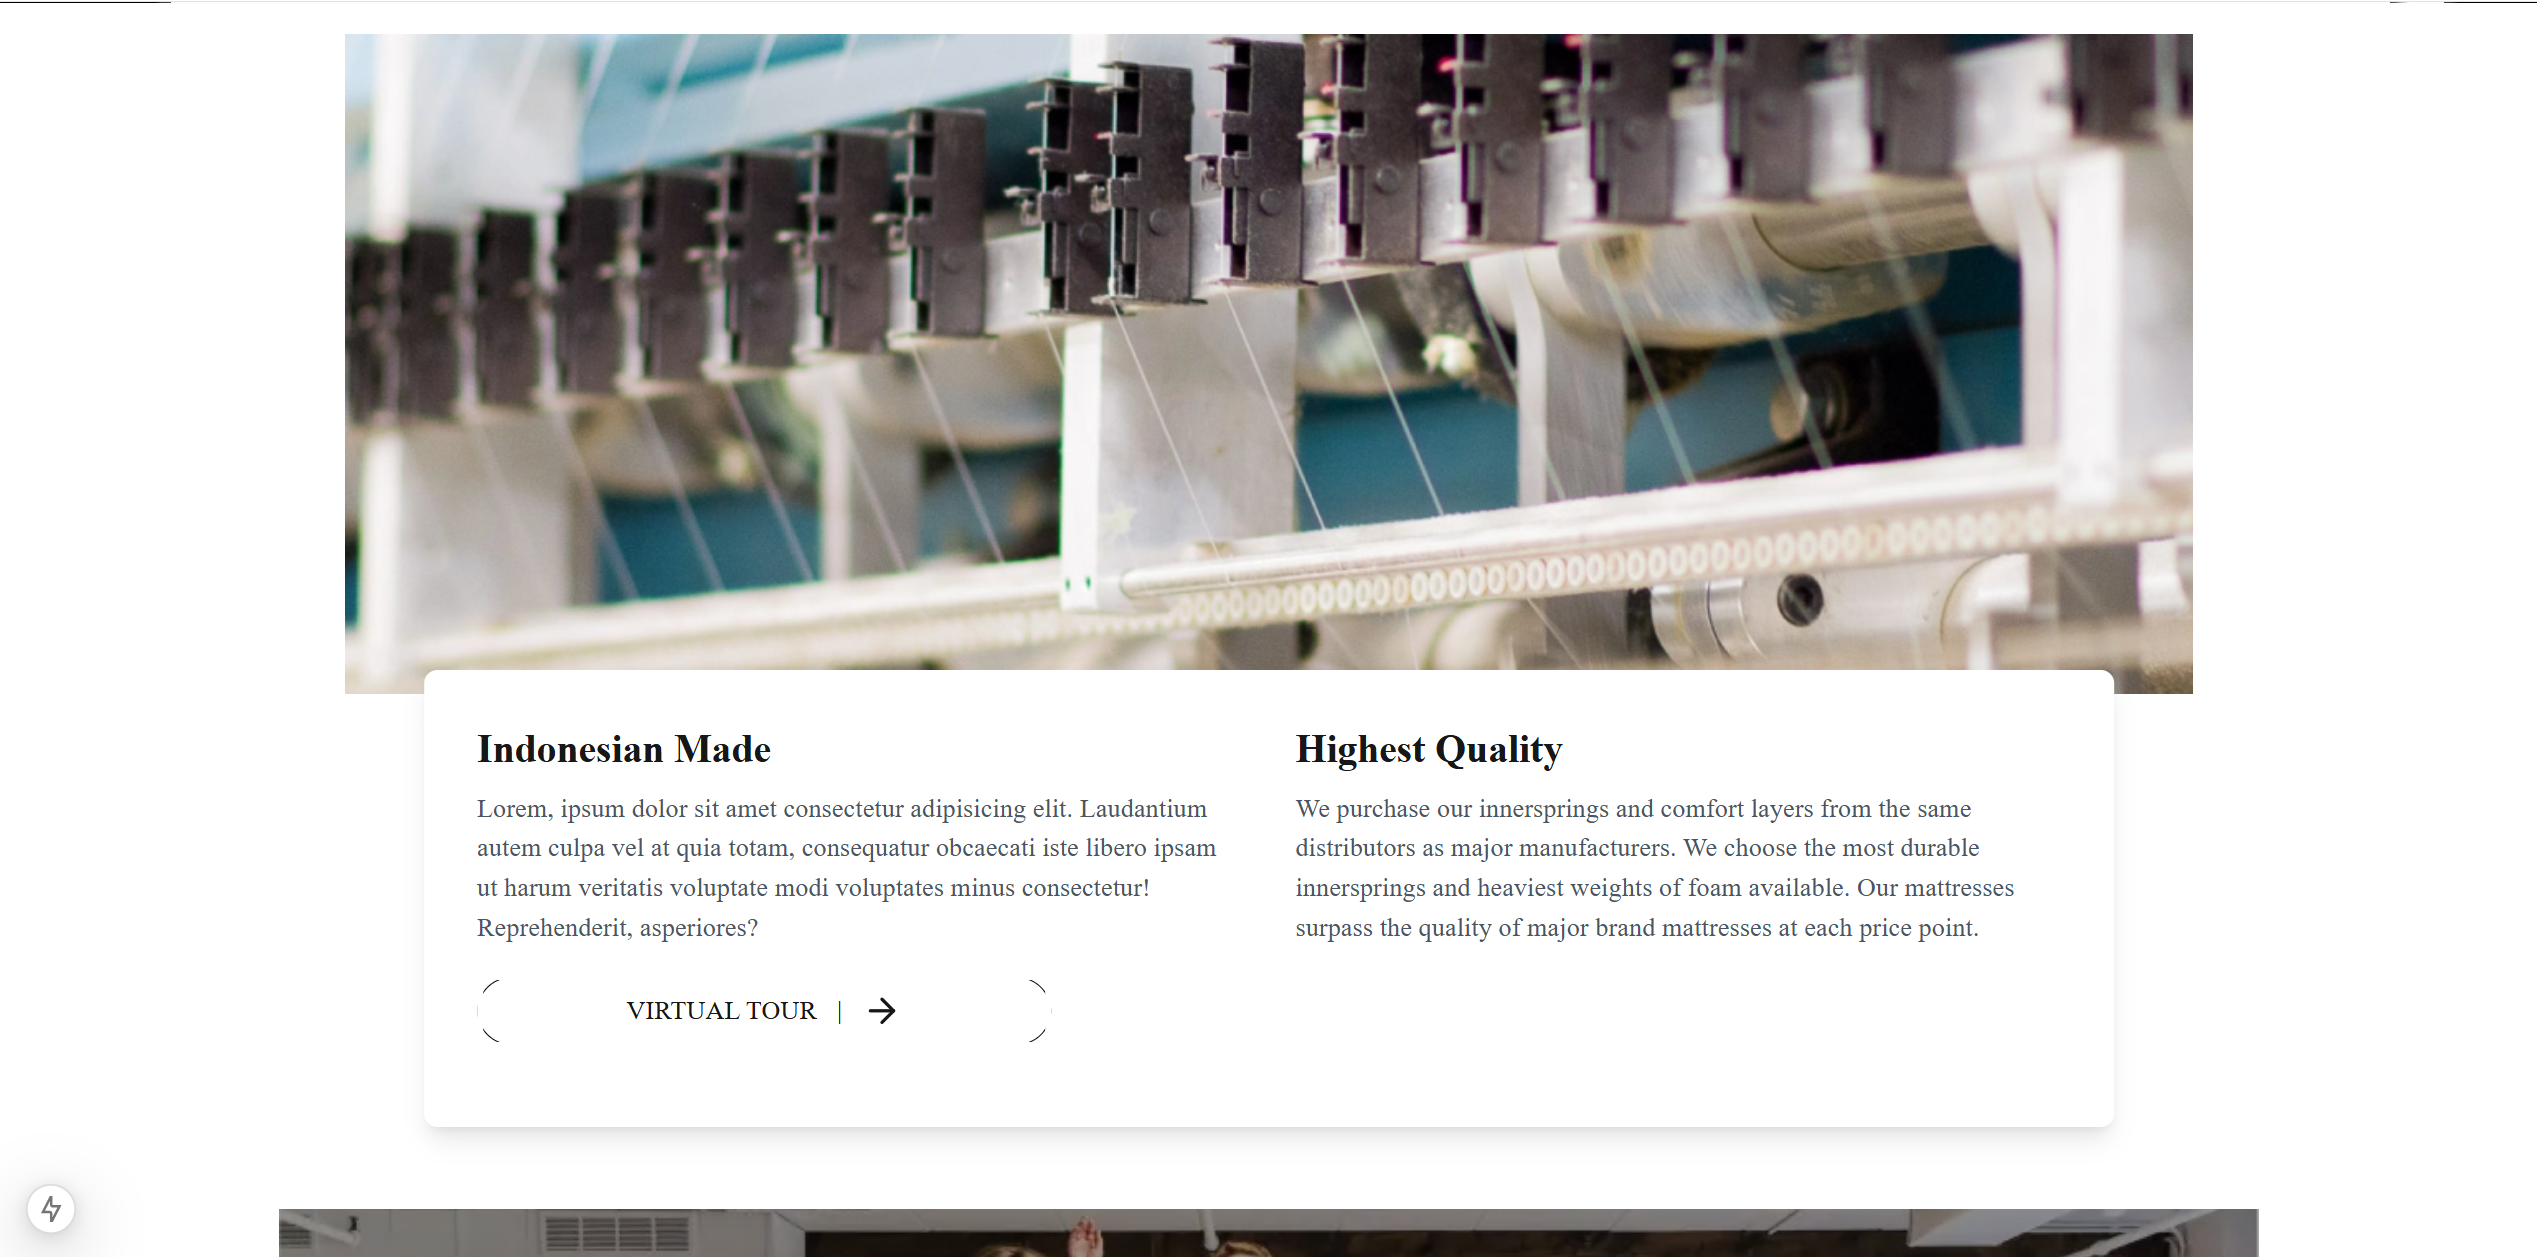 Indonesian Made
Lorem, ipsum dolor sit amet consectetur adipisicing elit. Laudantium
autem culpa vel at quia totam, consequatur obcaecati iste libero ipsam
ut harum veritatis voluptate modi voluptates minus consectetur!
Reprehenderit, asperiores?
VIRTUAL TOUR |
Highest Quality
We purchase our innersprings and comfort layers from the same
distributors as major manufacturers. We choose the most durable
innersprings and heaviest weights of foam available. Our mattresses
surpass the quality of major brand mattresses at each price point.